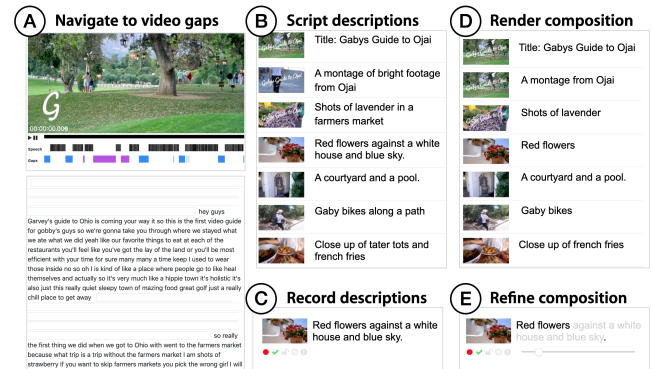 A Navigate to video gaps
G
00:00:00.009
Speech
Gaps
hey guys
Garvey's guide to Ohio is coming your way it so this is the first video guide
for gobby's guys so we're gonna take you through where we stayed what
we ate what we did yeah like our favorite things to eat at each of the
restaurants you'll feel like you've got the lay of the land or you'll be most
efficient with your time for sure many many a time keep I used to wear
those inside no so oh I is kind of like a place where people go to like heal
themselves and actually so it's very much like a hippie town it's holistic it's
also just this really quiet sleepy town of mazing food great golf just a really
chill place to get away
so really
the first thing we did when we got to Ohio with went to the farmers market
because what trip is a trip without the farmers market I am shots of
strawberry if you want to skip farmers markets you pick the wrong girl I will
B Script descriptions
Gabys Guide to Ojai
Title: Gabys Guide to Ojai
Gabys Guide to Ojai
A montage of bright footage
from Ojai
Shots of lavender in a
farmers market
Red flowers against a white
house and blue sky.
A courtyard and a pool.
Gaby bikes along a path
Close up of tater tots and
french fries
C Record descriptions
Red flowers against a white
house and blue sky.
D Render composition
Gabys Guide to Ojai
Title: Gabys Guide to Ojai
A montage from Ojai
Shots of lavender
Red flowers
A courtyard and a pool.
Gaby bikes
Close up of french fries
E Refine composition
Red flowers against a white
house and blue sky.